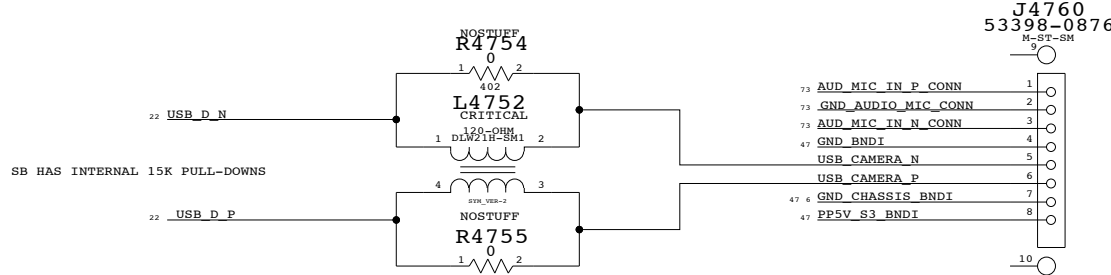 J4760
53398-0876
M-ST-SM
9
NOSTUFF
R4754
0
1 2
402
L4752
CRITICAL
120-OHM
DLW21H-SM1
1 2
22 USB_D_N
73 AUD_MIC_IN_P_CONN 1
73 GND_AUDIO_MIC_CONN 2
73 AUD_MIC_IN_N_CONN 3
47 GND_BNDI 4
USB_CAMERA_N 5
USB_CAMERA_P 6
47 6 GND_CHASSIS_BNDI 7
47 PP5V_S3_BNDI 8
SB HAS INTERNAL 15K PULL-DOWNS
4 3
SYM_VER-2
22 USB_D_P
NOSTUFF
R4755
0
1 2
10